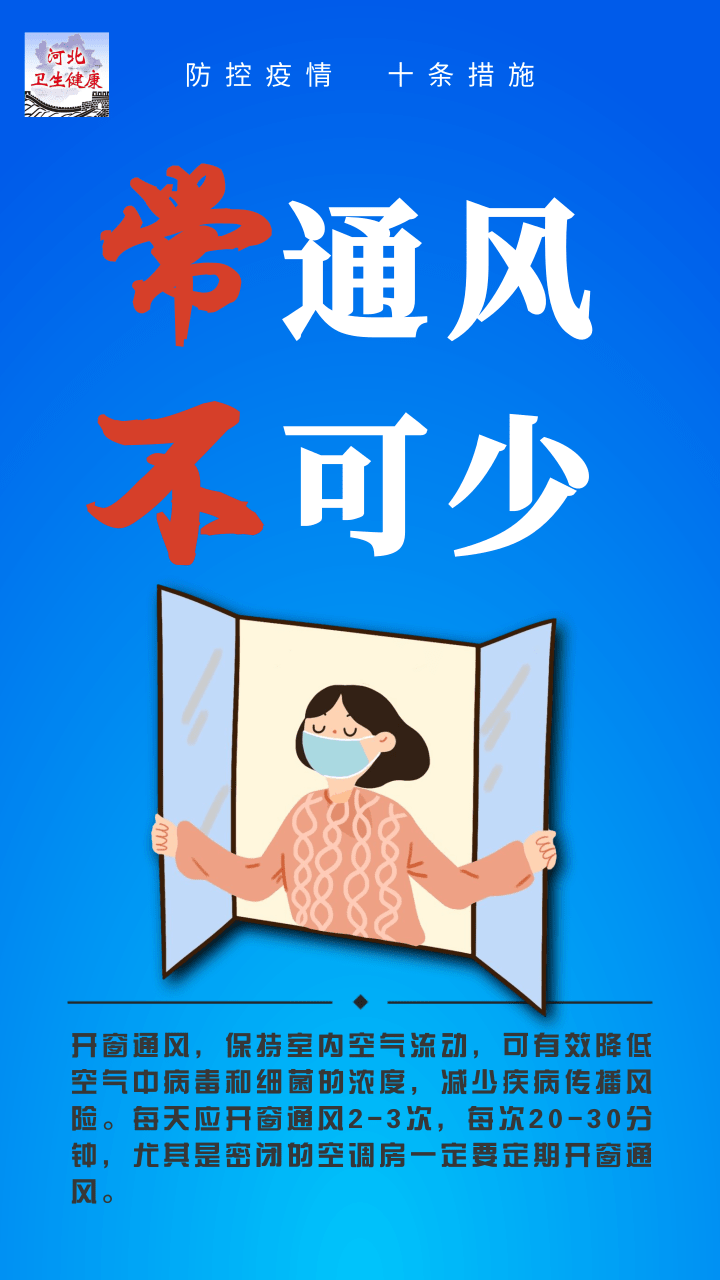 河北
卫生健康
防控疫情 十条措施
常通风
不可少
开窗通风，保持室内空气流动，可有效降低
空气中病毒和细菌的浓度，减少疾病传播风
险。每天应开窗通风2-3次，每次20-30分
钟，尤其是密闭的空调房一定要定期开窗通
风。